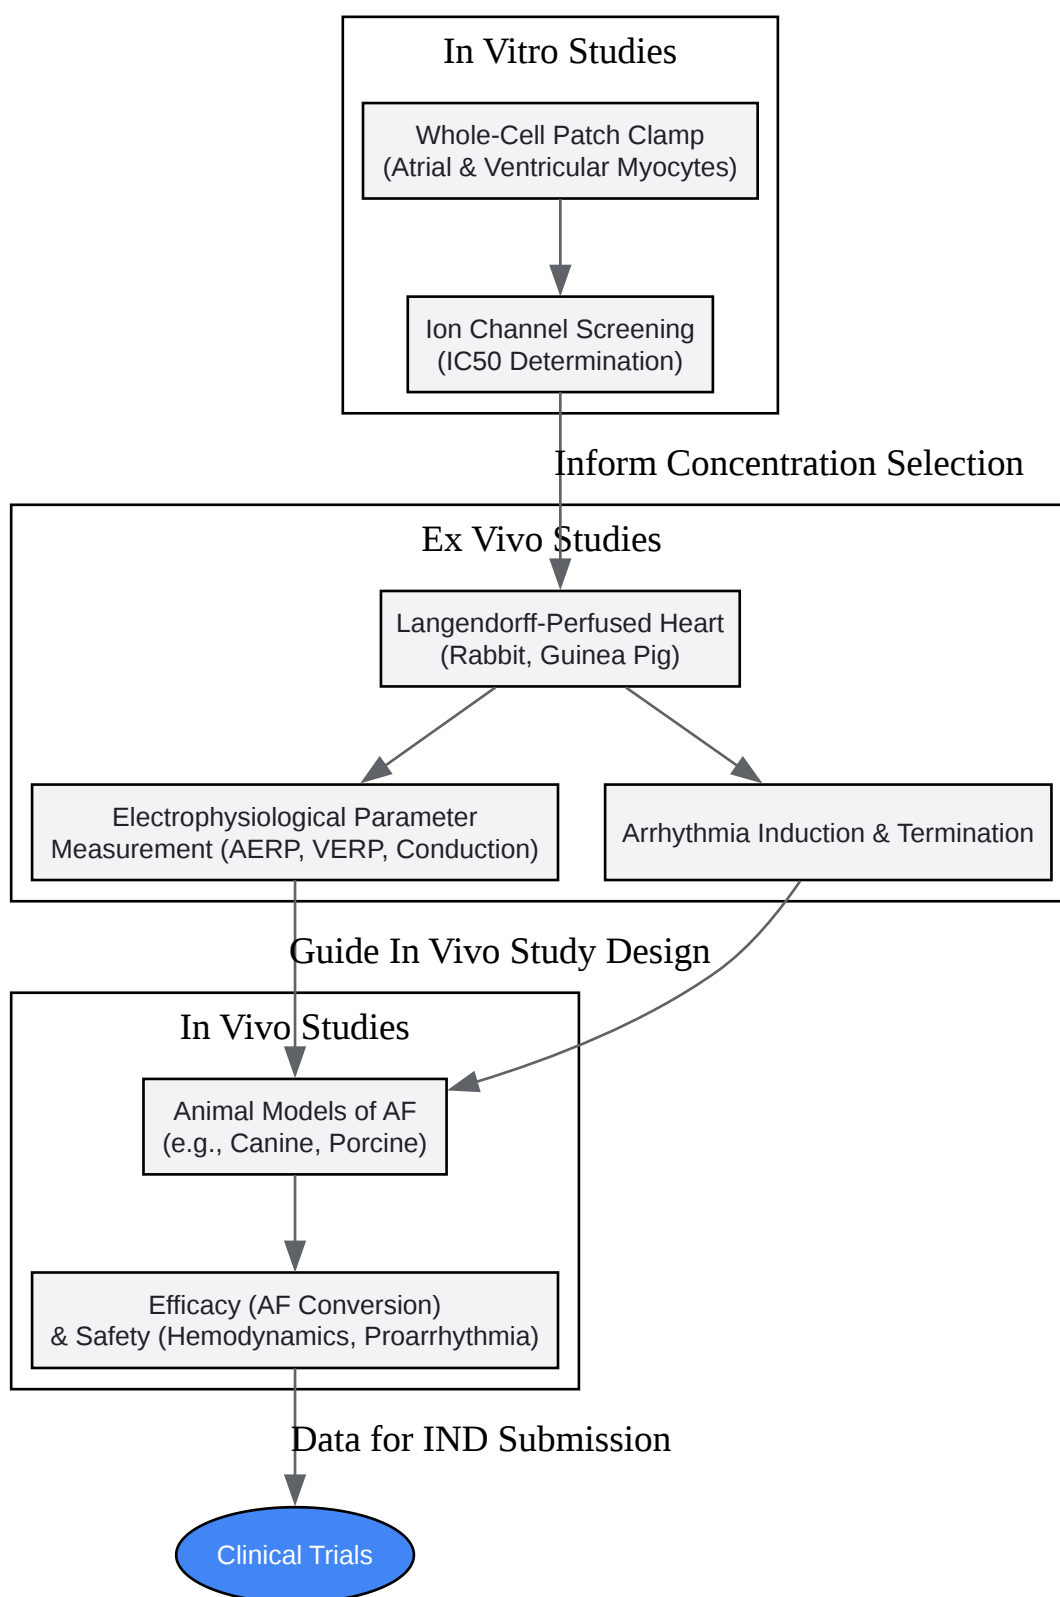 In Vitro Studies
Whole-Cell Patch Clamp
(Atrial & Ventricular Myocytes)
Ion Channel Screening
(IC50 Determination)
Inform Concentration Selection
Ex Vivo Studies
Langendorff-Perfused Heart
(Rabbit, Guinea Pig)
Electrophysiological Parameter
Measurement (AERP, VERP, Conduction)
Arrhythmia Induction & Termination
Guide In Vivo Study Design
In Vivo Studies
Animal Models of AF
(e.g., Canine, Porcine)
Efficacy (AF Conversion)
& Safety (Hemodynamics, Proarrhythmia)
Data for IND Submission
Clinical Trials